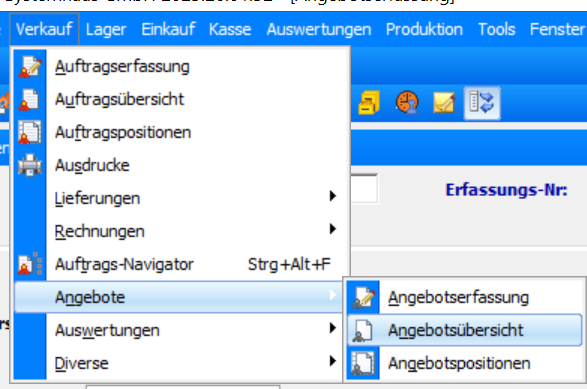 [Angebotserfassung]
Verkauf Lager Einkauf Kasse Auswertungen Produktion Tools Fenster
Auftragserfassung
Auftragsübersicht
Auftragspositionen
Ausdrucke
Lieferungen
Erfassungs-Nr:
Rechnungen
Auftrags-Navigator Strg+Alt+F
Angebote
Angebotserfassung
Auswertungen
Angebotsübersicht
Diverse
Angebotspositionen